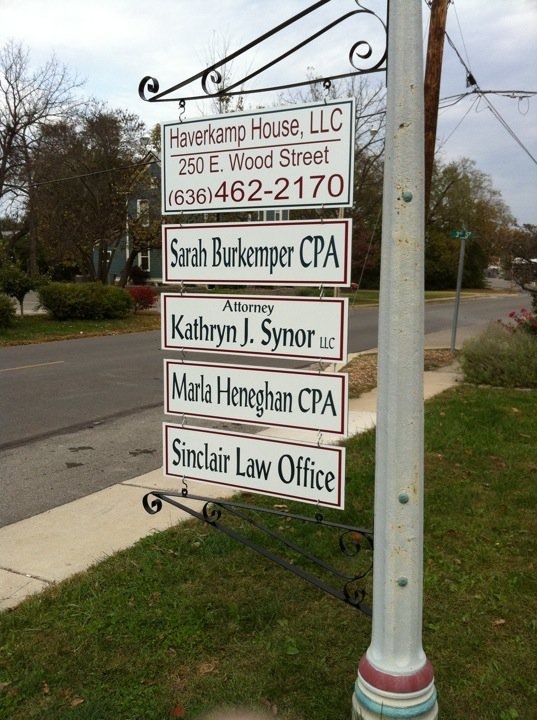 Haverkamp House, LLC
250 E. Wood Street
(636) 462-2170
Sarah Burkemper CPA
Attorney
Kathryn J. Synor LLC
Marla Heneghan CPA
Sinclair Law Office